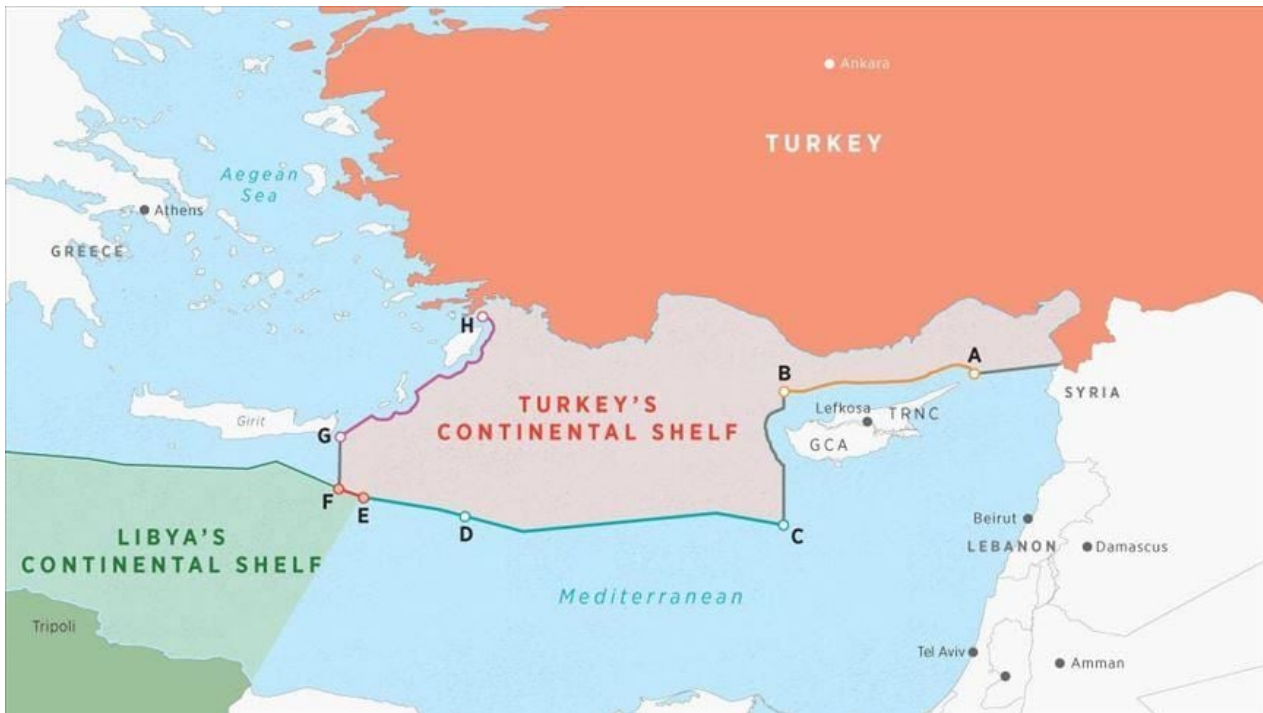 Ankara
TURKEY
Aegean
Sea
Athens
GREECE
H
A
B
SYRIA
TURKEY'S
CONTINENTAL SHELF
Lefkosa
TRNC
Girit
G
GCA
F
E
D
C
LIBYA'S
CONTINENTAL SHELF
Beirut
LEBANON
Damascus
Mediterranean
Tripoli
Tel Aviv
Amman